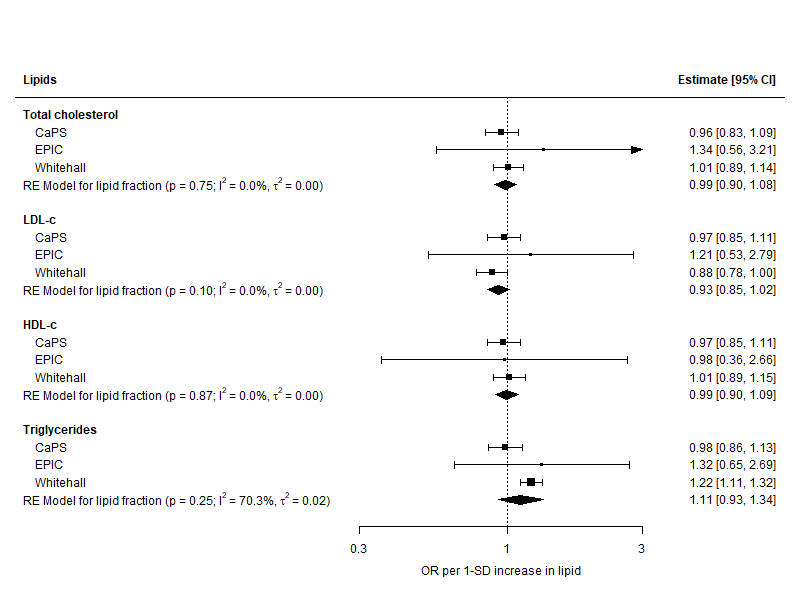 Lipids Estimate [95% CI]
Total cholesterol
CaPS 0.96 [0.83, 1.09]
EPIC 1.34 [0.56, 3.21]
Whitehall 1.01 [0.89, 1.14]
RE Model for lipid fraction (p = 0.75; I² = 0.0%, τ² = 0.00) 0.99 [0.90, 1.08]
LDL-c
CaPS 0.97 [0.85, 1.11]
EPIC 1.21 [0.53, 2.79]
Whitehall 0.88 [0.78, 1.00]
RE Model for lipid fraction (p = 0.10; I² = 0.0%, τ² = 0.00) 0.93 [0.85, 1.02]
HDL-c
CaPS 0.97 [0.85, 1.11]
EPIC 0.98 [0.36, 2.66]
Whitehall 1.01 [0.89, 1.15]
RE Model for lipid fraction (p = 0.87; I² = 0.0%, τ² = 0.00) 0.99 [0.90, 1.09]
Triglycerides
CaPS 0.98 [0.86, 1.13]
EPIC 1.32 [0.65, 2.69]
Whitehall 1.22 [1.11, 1.32]
RE Model for lipid fraction (p = 0.25; I² = 70.3%, τ² = 0.02) 1.11 [0.93, 1.34]
0.3 1 3
OR per 1-SD increase in lipid